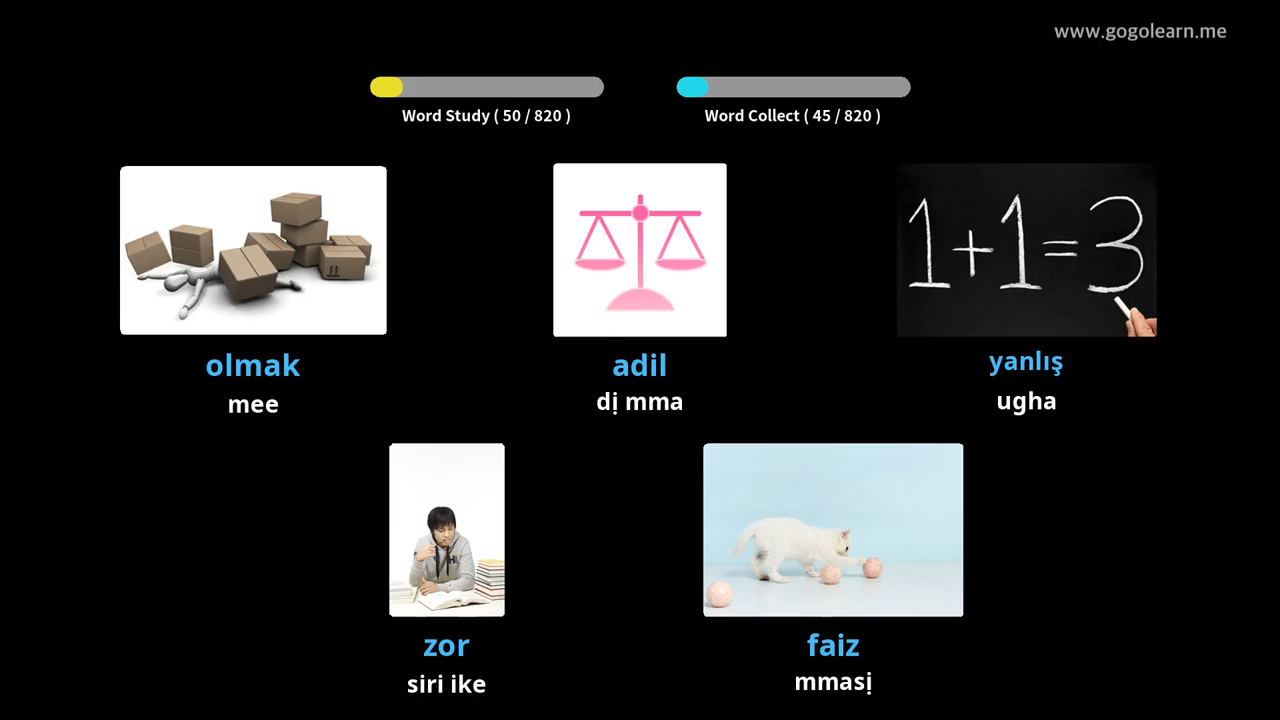 www.gogolearn.me
Word Study ( 50 / 820 )
Word Collect ( 45 / 820 )
1+1=3
olmak
mee
adil
dị mma
yanlış
ugha
zor
siri ike
faiz
mmasị